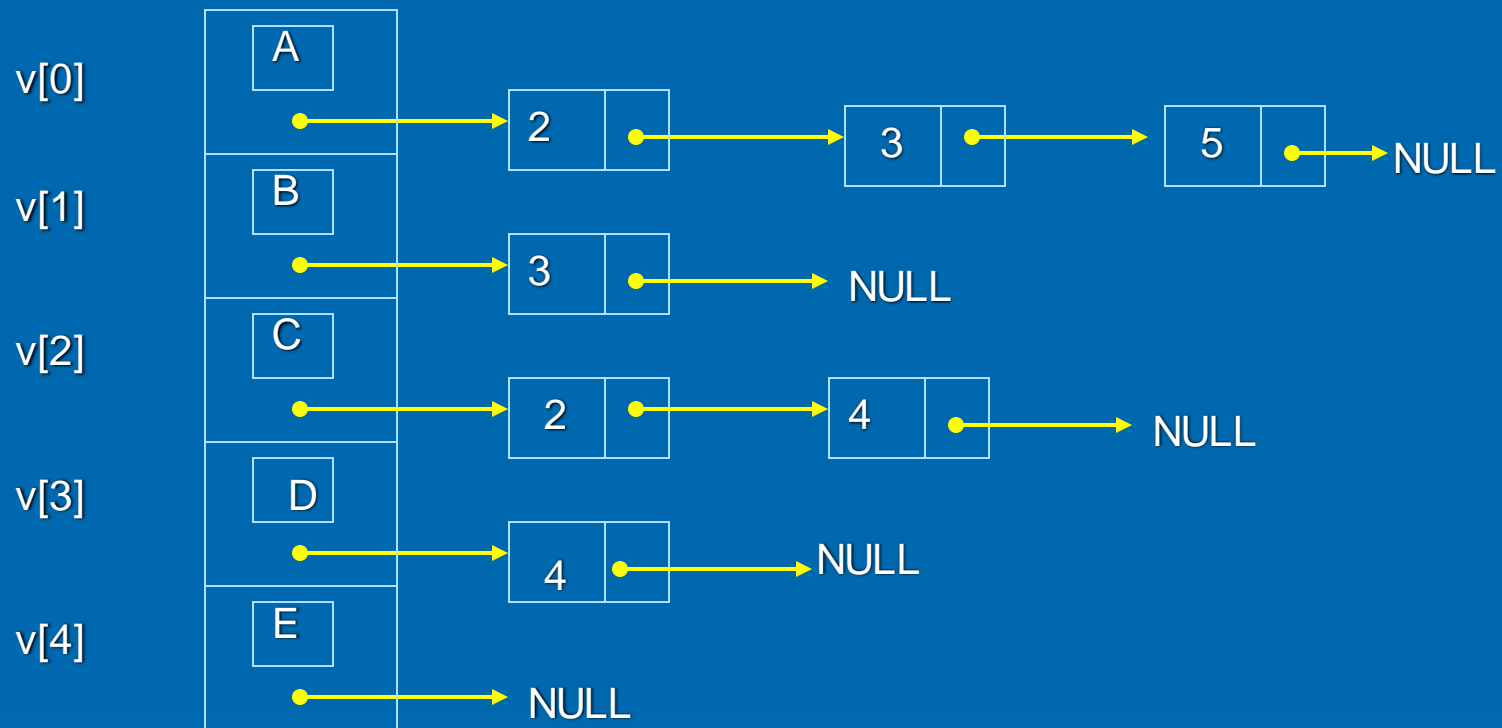 v[0] A 2 3 5 NULL
v[1] B 3 NULL
v[2] C 2 4 NULL
v[3] D 4 NULL
v[4] E NULL